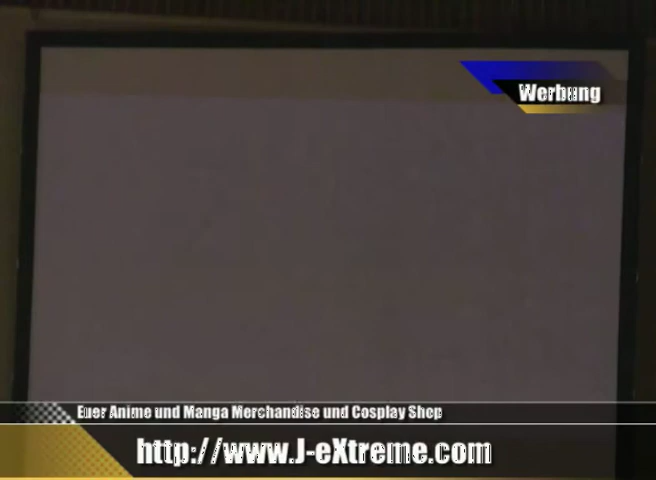 Werbung
Euer Anime und Manga Merchandise und Cosplay Shop
http://www.J-eXtreme.com